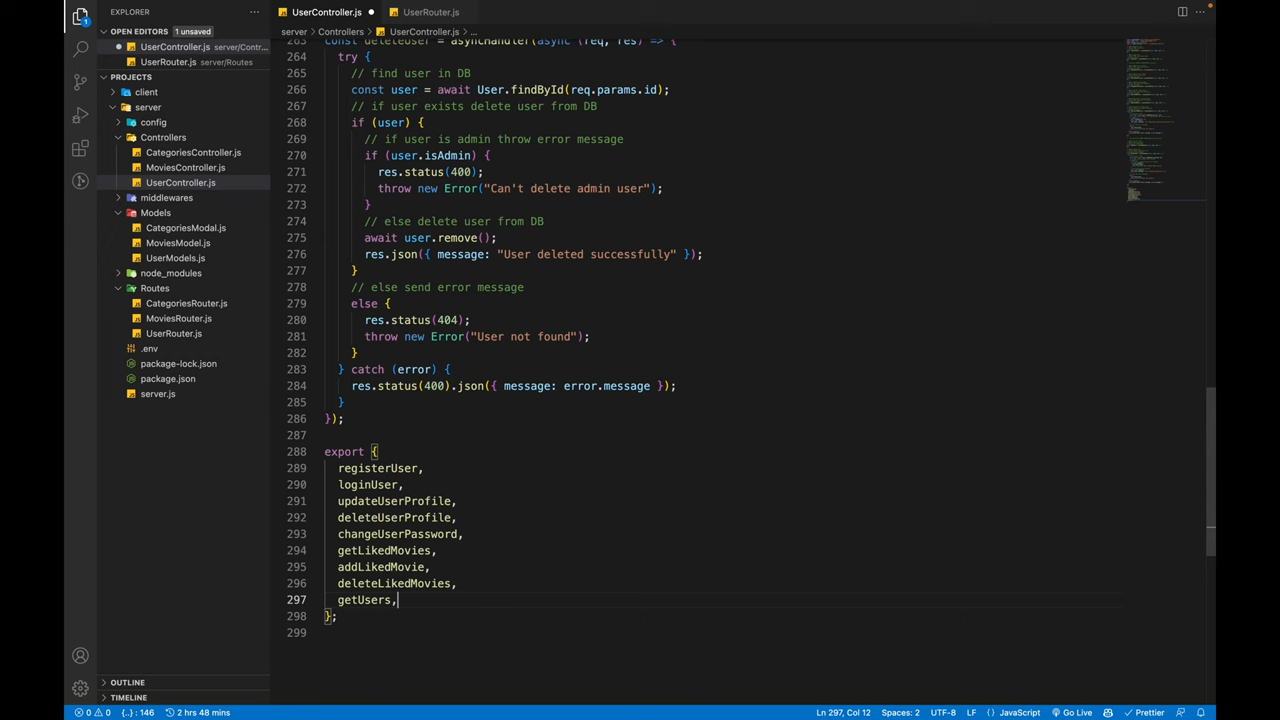 EXPLORER
UserController.js
UserRouter.js
OPEN EDITORS 1 unsaved
server > Controllers > UserController.js > ...
UserController.js server/Contr...
UserRouter.js server/Routes
PROJECTS
client
server
config
Controllers
CategoriesController.js
MoviesController.js
UserController.js
middlewares
Models
CategoriesModal.js
MoviesModel.js
UserModels.js
node_modules
Routes
CategoriesRouter.js
MoviesRouter.js
UserRouter.js
.env
package-lock.json
package.json
server.js
OUTLINE
TIMELINE
263 const deleteUser = asyncHandler(async (req, res) => {
264 try {
265 // find user in DB
266 const user = await User.findById(req.params.id);
267 // if user exists delete user from DB
268 if (user) {
269 // if user is admin throw error message
270 if (user.isAdmin) {
271 res.status(400);
272 throw new Error("Can't delete admin user");
273 }
274 // else delete user from DB
275 await user.remove();
276 res.json({ message: "User deleted successfully" });
277 }
278 // else send error message
279 else {
280 res.status(404);
281 throw new Error("User not found");
282 }
283 } catch (error) {
284 res.status(400).json({ message: error.message });
285 }
286 });
287
288 export {
289 registerUser,
290 loginUser,
291 updateUserProfile,
292 deleteUserProfile,
293 changeUserPassword,
294 getLikedMovies,
295 addLikedMovie,
296 deleteLikedMovies,
297 getUsers,
298 };
299
0 0 {..} : 146 2 hrs 48 mins Ln 297, Col 12 Spaces: 2 UTF-8 LF JavaScript Go Live Prettier